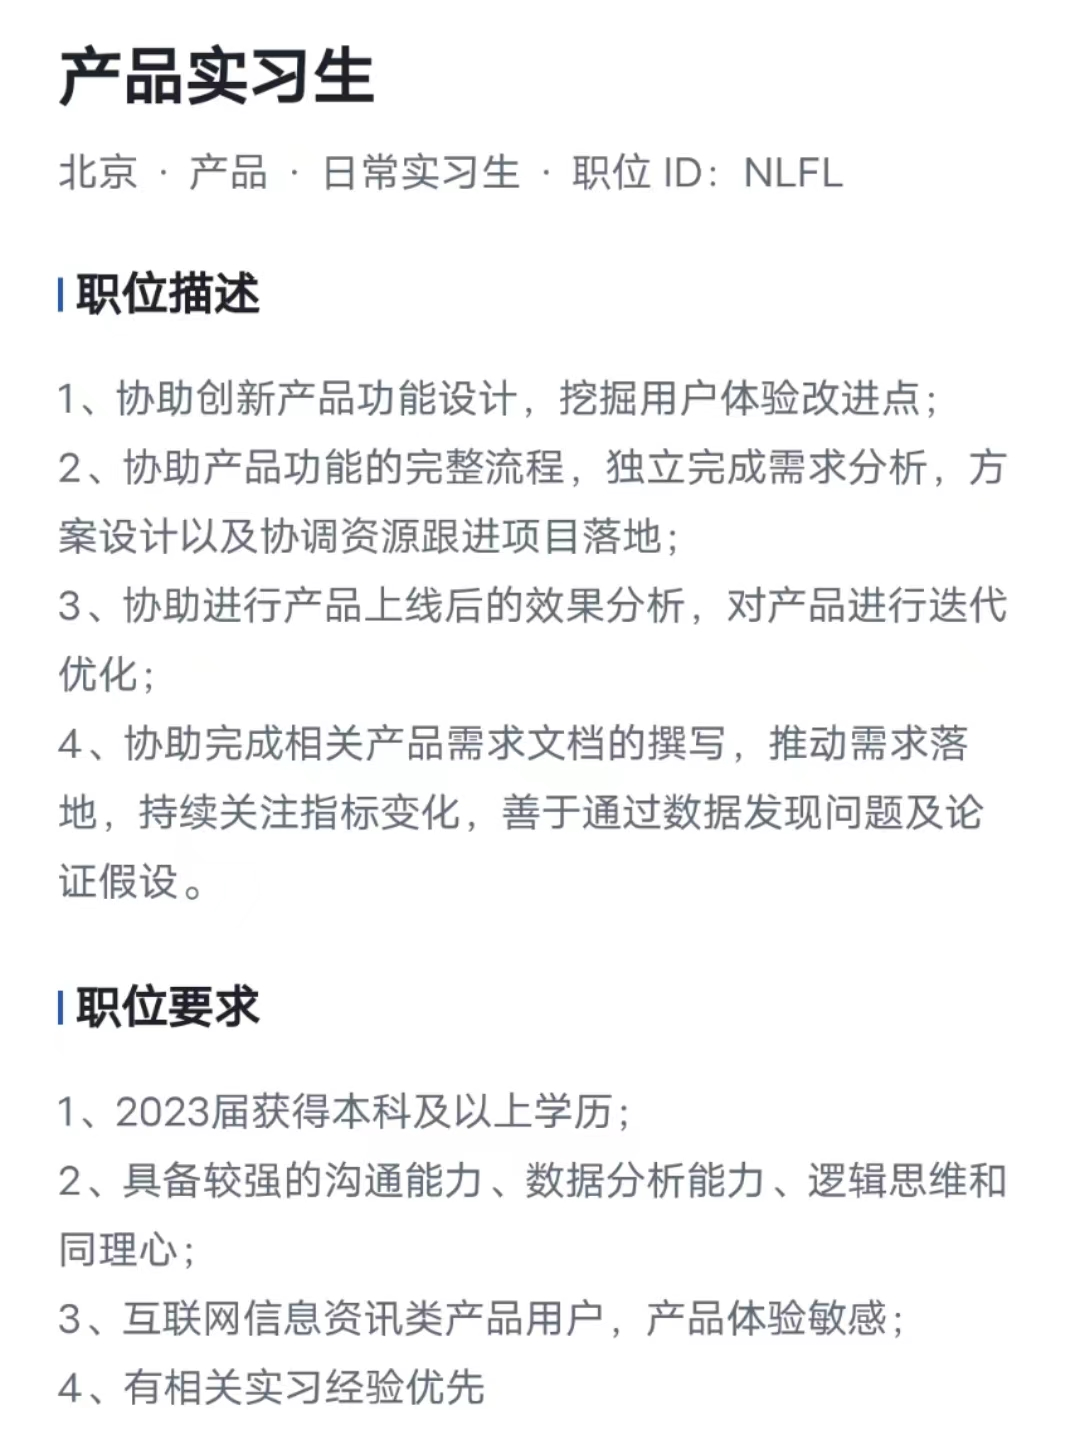 产品实习生
北京 · 产品 · 日常实习生 · 职位 ID：NLFL
职位描述
1、协助创新产品功能设计，挖掘用户体验改进点；
2、协助产品功能的完整流程，独立完成需求分析，方
案设计以及协调资源跟进项目落地；
3、协助进行产品上线后的效果分析，对产品进行迭代
优化；
4、协助完成相关产品需求文档的撰写，推动需求落
地，持续关注指标变化，善于通过数据发现问题及论
证假设。
职位要求
1、2023届获得本科及以上学历；
2、具备较强的沟通能力、数据分析能力、逻辑思维和
同理心；
3、互联网信息资讯类产品用户，产品体验敏感；
4、有相关实习经验优先